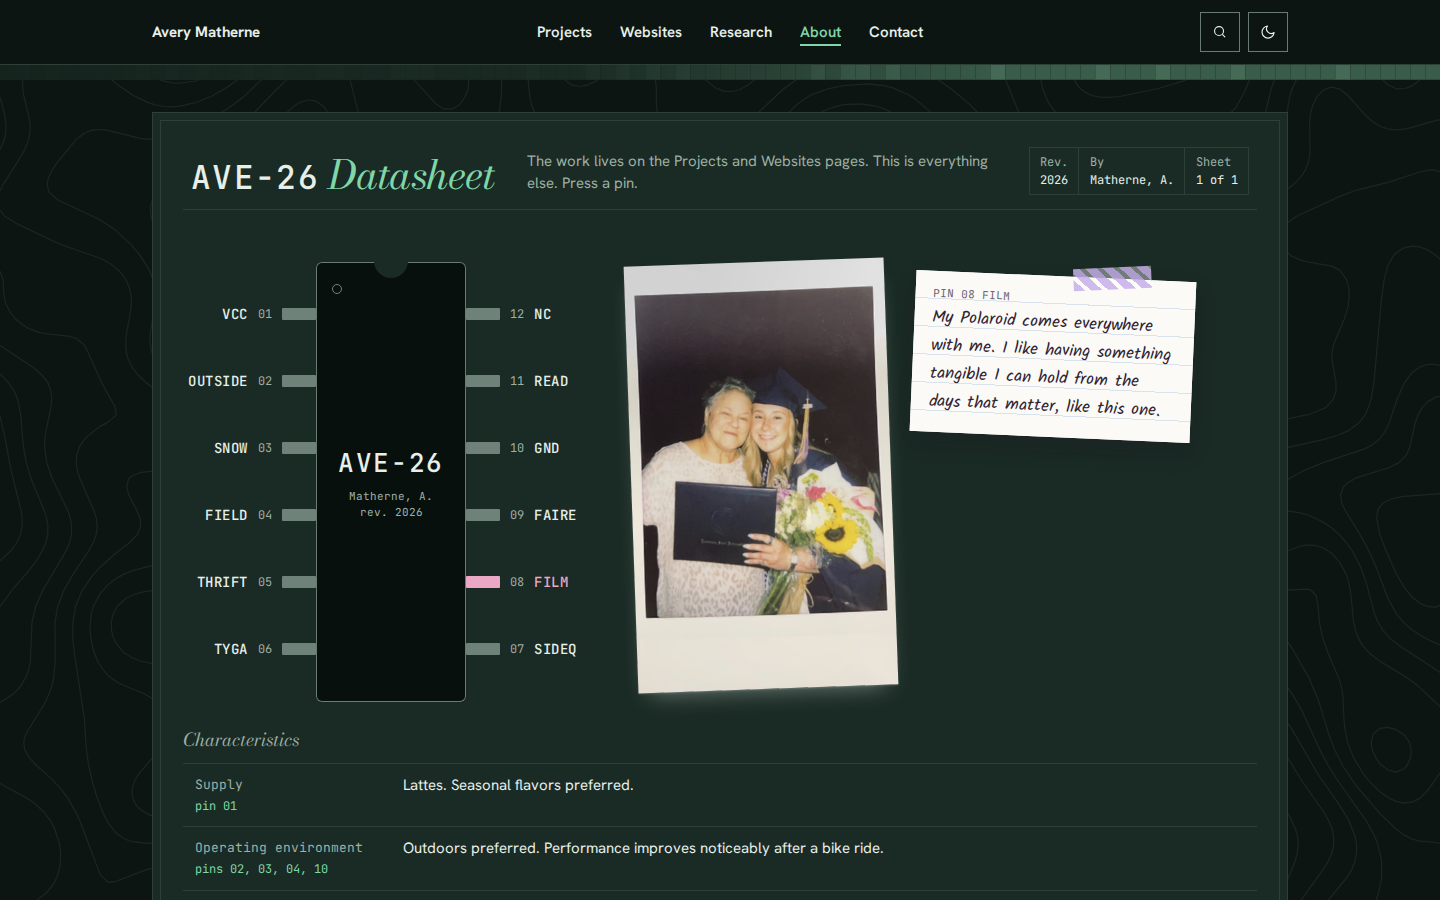 Avery Matherne
Projects
Websites
Research
About
Contact
AVE-26 Datasheet
The work lives on the Projects and Websites pages. This is everything
else. Press a pin.
Rev.
2026
By
Matherne, A.
Sheet
1 of 1
VCC 01
OUTSIDE 02
SNOW 03
FIELD 04
THRIFT 05
TYGA 06
AVE-26
Matherne, A.
rev. 2026
12 NC
11 READ
10 GND
09 FAIRE
08 FILM
07 SIDEQ
PIN 08 FILM
My Polaroid comes everywhere
with me. I like having something
tangible I can hold from the
days that matter, like this one.
Characteristics
Supply
pin 01
Lattes. Seasonal flavors preferred.
Operating environment
pins 02, 03, 04, 10
Outdoors preferred. Performance improves noticeably after a bike ride.